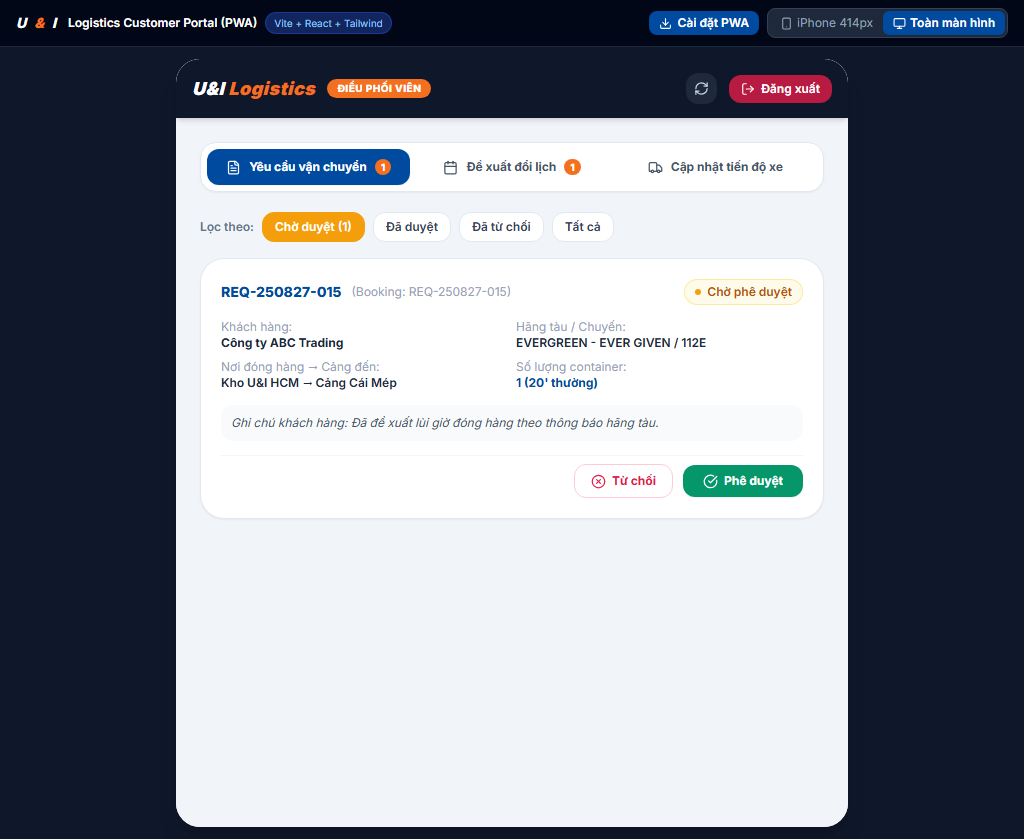 U & I Logistics Customer Portal (PWA) Vite + React + Tailwind Cài đặt PWA iPhone 414px Toàn màn hình
U&I Logistics ĐIỀU PHỐI VIÊN Đăng xuất
Yêu cầu vận chuyển 1 Đề xuất đổi lịch 1 Cập nhật tiến độ xe
Lọc theo: Chờ duyệt (1) Đã duyệt Đã từ chối Tất cả
REQ-250827-015 (Booking: REQ-250827-015) Chờ phê duyệt
Khách hàng: Hãng tàu / Chuyến:
Công ty ABC Trading EVERGREEN - EVER GIVEN / 112E
Nơi đóng hàng → Cảng đến: Số lượng container:
Kho U&I HCM → Cảng Cái Mép 1 (20' thường)
Ghi chú khách hàng: Đã đề xuất lùi giờ đóng hàng theo thông báo hãng tàu.
Từ chối Phê duyệt